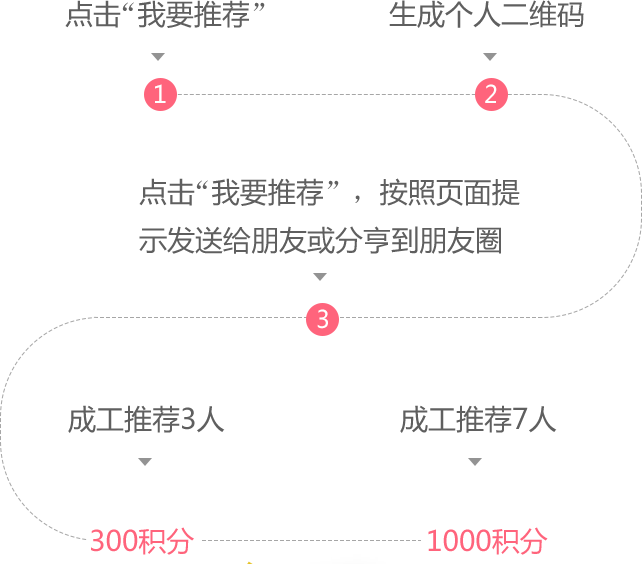 点击“我要推荐”
生成个人二维码
1
2
点击“我要推荐”，按照页面提
示发送给朋友或分享到朋友圈
3
成工推荐3人
成工推荐7人
300积分
1000积分